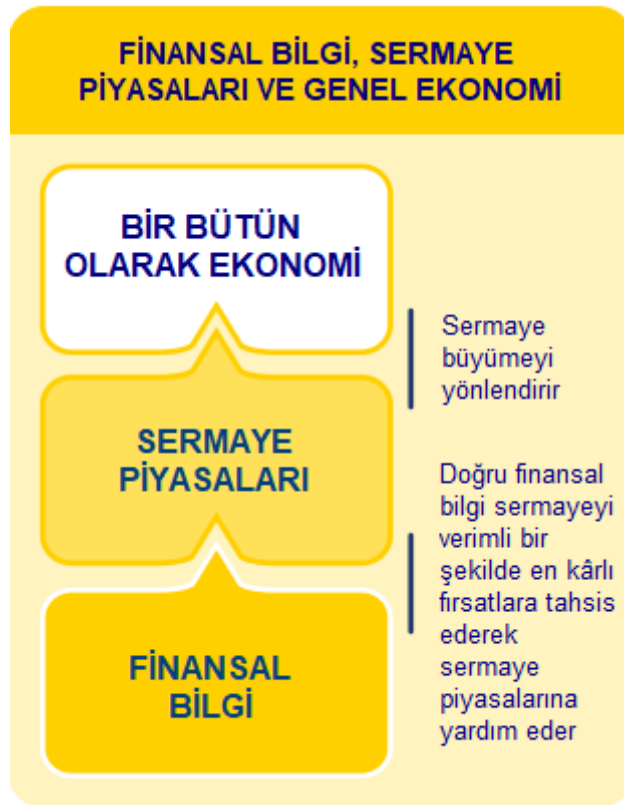 FİNANSAL BİLGİ, SERMAYE
PİYASALARI VE GENEL EKONOMİ
BİR BÜTÜN
OLARAK EKONOMİ
Sermaye
büyümeyi
yönlendirir
SERMAYE
PİYASALARI
Doğru finansal
bilgi sermayeyi
verimli bir
şekilde en kârlı
fırsatlara tahsis
ederek
sermaye
piyasalarına
yardım eder
FİNANSAL
BİLGİ